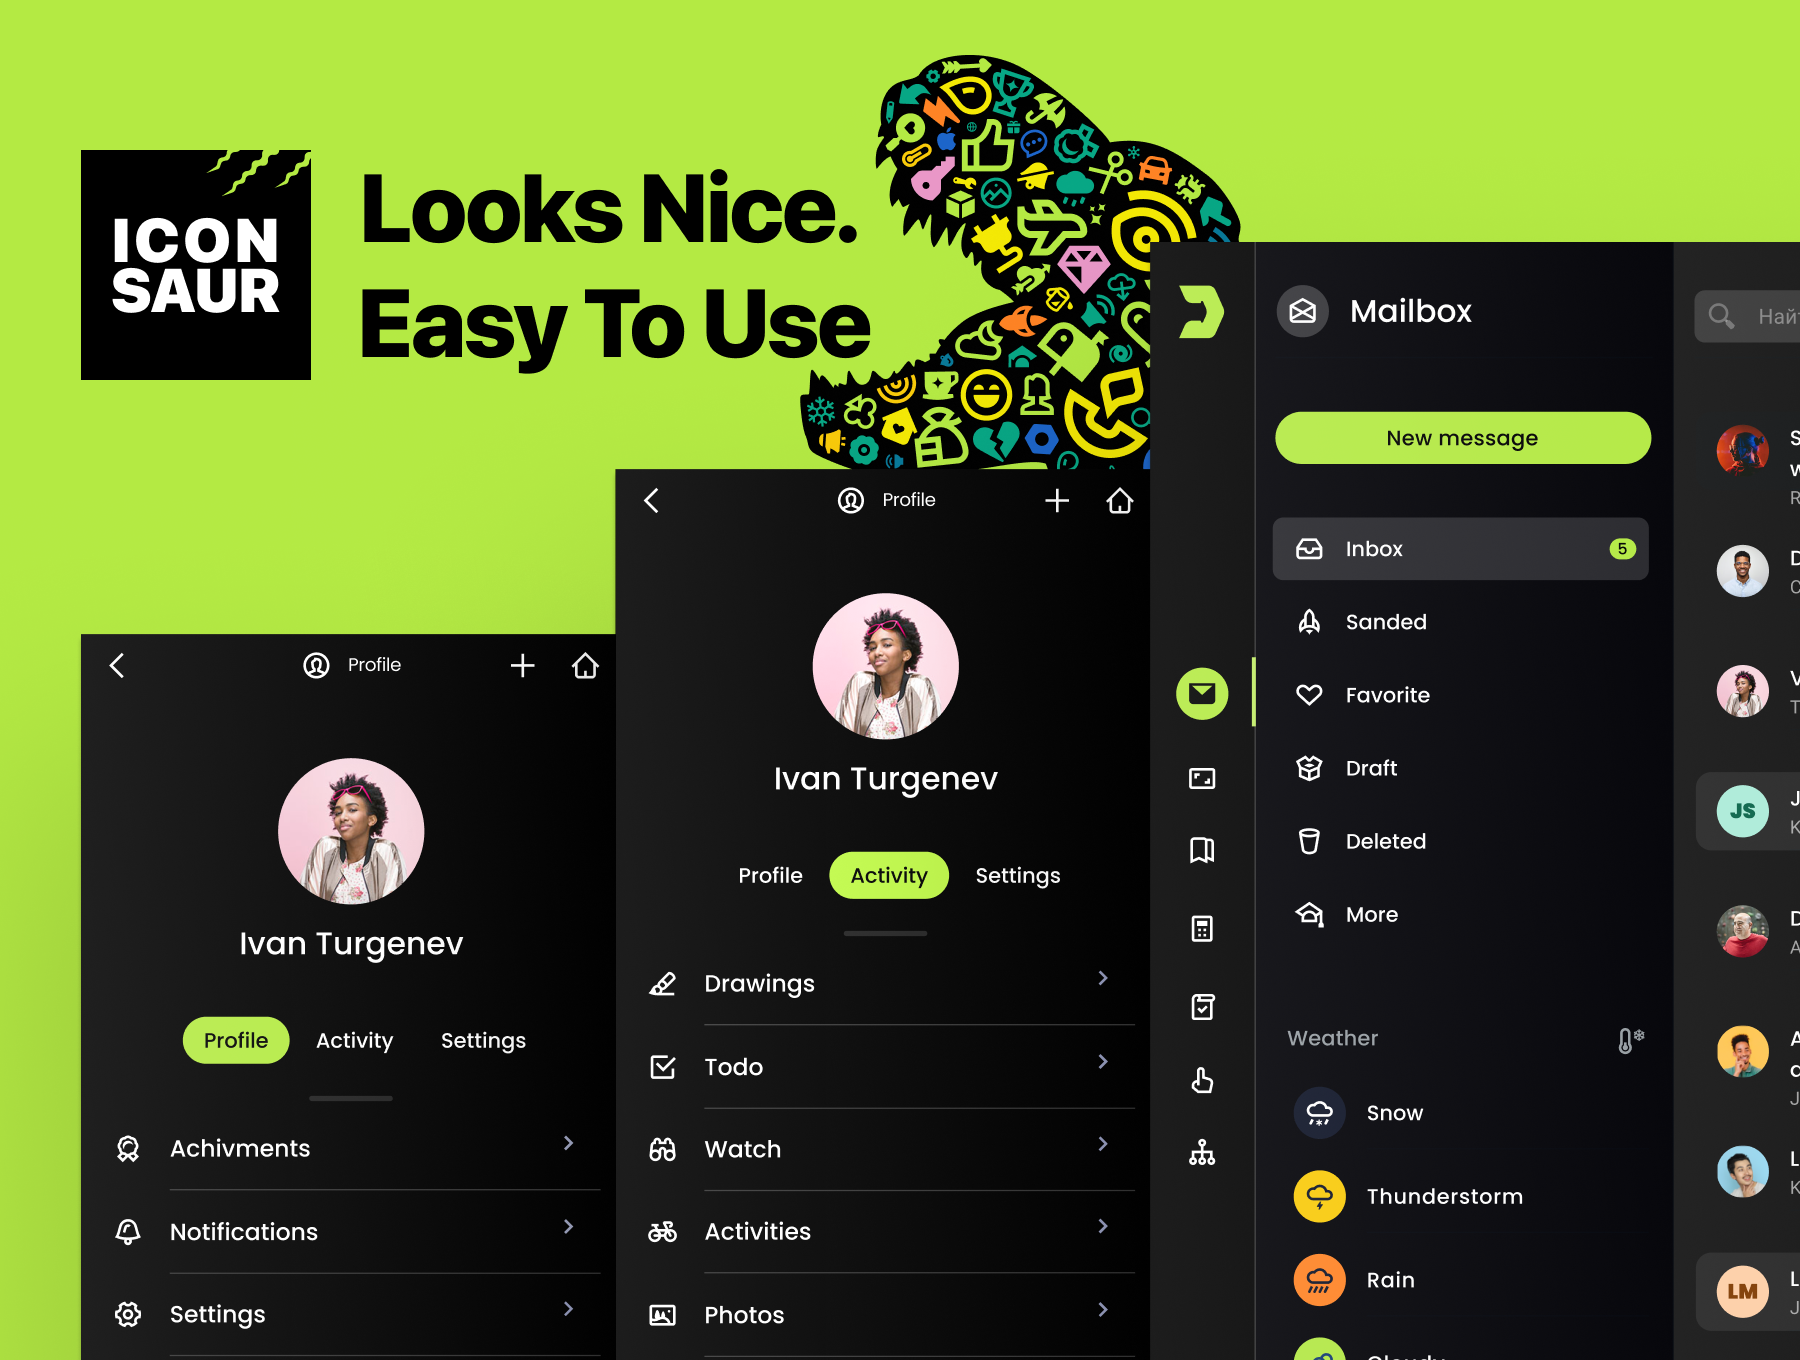 ICON
SAUR
Looks Nice.
Easy To Use
Profile
Ivan Turgenev
Profile
Activity
Settings
Achivments
Notifications
Settings
Profile
Ivan Turgenev
Profile
Activity
Settings
Drawings
Todo
Watch
Activities
Photos
Mailbox
New message
Inbox
5
Sanded
Favorite
Draft
Deleted
More
Weather
Snow
Thunderstorm
Rain
JS
LM